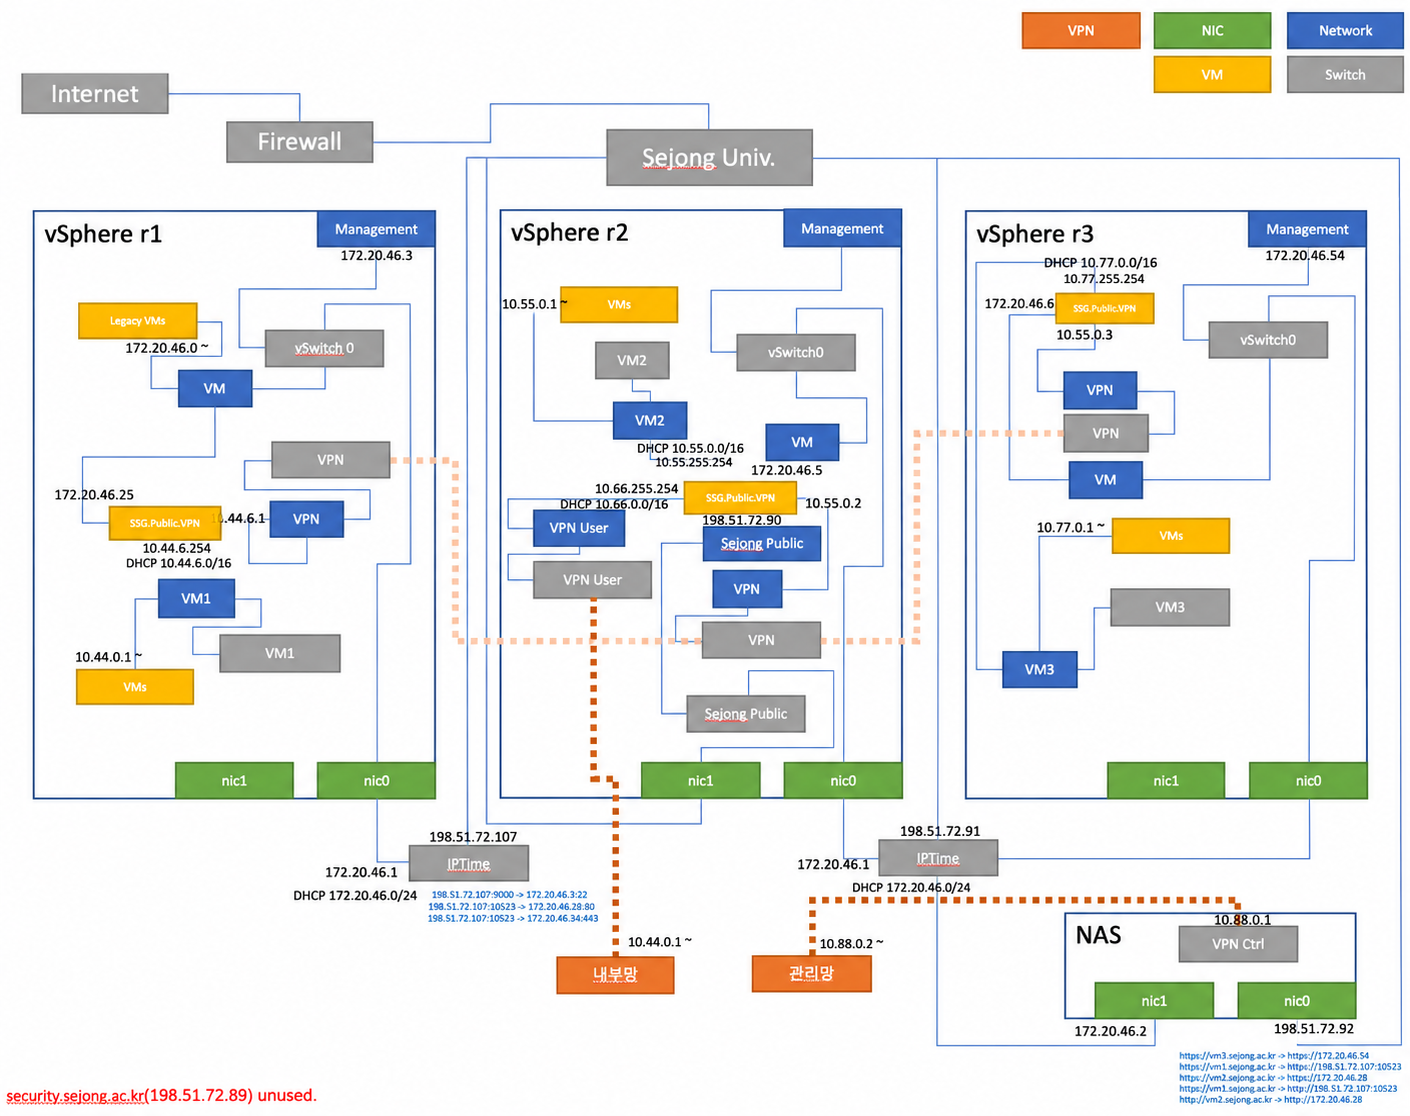 VPN
NIC
Network
VM
Switch
Internet
Firewall
Sejong Univ.
vSphere r1
Management
172.20.46.3
Legacy VMs
172.20.46.0 ~
vSwitch 0
VM
VPN
172.20.46.25
SSG.Public.VPN
10.44.6.1
VPN
10.44.6.254
DHCP 10.44.6.0/16
VM1
VM1
10.44.0.1 ~
VMs
nic1
nic0
vSphere r2
Management
10.55.0.1 ~
VMs
VM2
vSwitch0
VM2
VM
DHCP 10.55.0.0/16
10.55.255.254
172.20.46.5
10.66.255.254
SSG.Public.VPN
DHCP 10.66.0.0/16
10.55.0.2
198.51.72.90
VPN User
Sejong Public
VPN User
VPN
VPN
Sejong Public
nic1
nic0
vSphere r3
Management
172.20.46.54
DHCP 10.77.0.0/16
10.77.255.254
172.20.46.6
SSG.Public.VPN
10.55.0.3
vSwitch0
VPN
VPN
VM
10.77.0.1 ~
VMs
VM3
VM3
nic1
nic0
198.51.72.107
IPTime
172.20.46.1
DHCP 172.20.46.0/24
198.51.72.107:9000 -> 172.20.46.3:22
198.51.72.107:10523 -> 172.20.46.28:80
198.51.72.107:10523 -> 172.20.46.34:443
198.51.72.91
IPTime
172.20.46.1
DHCP 172.20.46.0/24
10.44.0.1 ~
내부망
10.88.0.2 ~
관리망
NAS
10.88.0.1
VPN Ctrl
nic1
nic0
172.20.46.2
198.51.72.92
https://vm3.sejong.ac.kr -> https://172.20.46.54
https://vm1.sejong.ac.kr -> https://198.51.72.107:10523
https://vm2.sejong.ac.kr -> https://172.20.46.28
https://vm1.sejong.ac.kr -> http://198.51.72.107:10523
http://vm2.sejong.ac.kr -> http://172.20.46.28
security.sejong.ac.kr(198.51.72.89) unused.